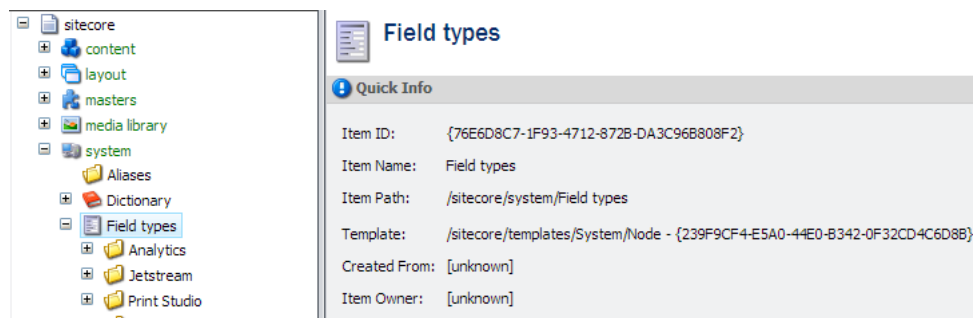 sitecore
content
layout
masters
media library
system
Aliases
Dictionary
Field types
Analytics
Jetstream
Print Studio
Field types
Quick Info
Item ID: {76E6D8C7-1F93-4712-872B-DA3C96B808F2}
Item Name: Field types
Item Path: /sitecore/system/Field types
Template: /sitecore/templates/System/Node - {239F9CF4-E5A0-44E0-B342-0F32CD4C6D8B}
Created From: [unknown]
Item Owner: [unknown]